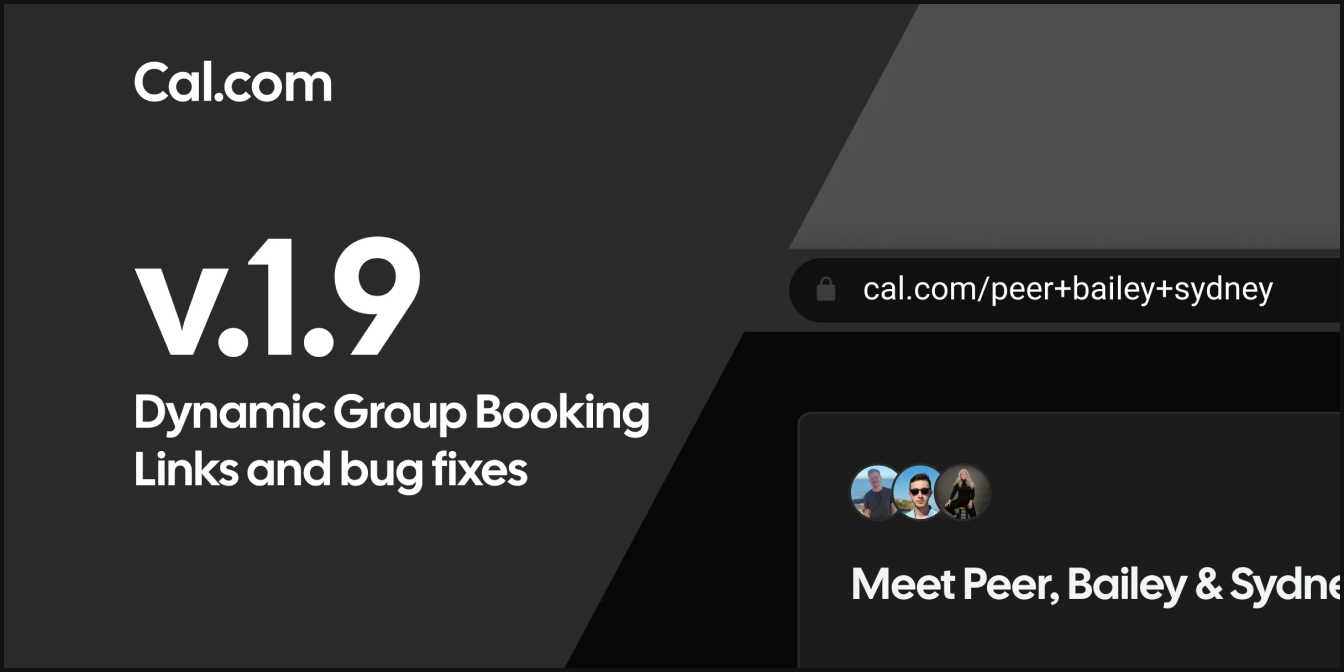 Cal.com
v.1.9
Dynamic Group Booking
Links and bug fixes
cal.com/peer+bailey+sydney
Meet Peer, Bailey & Sydne